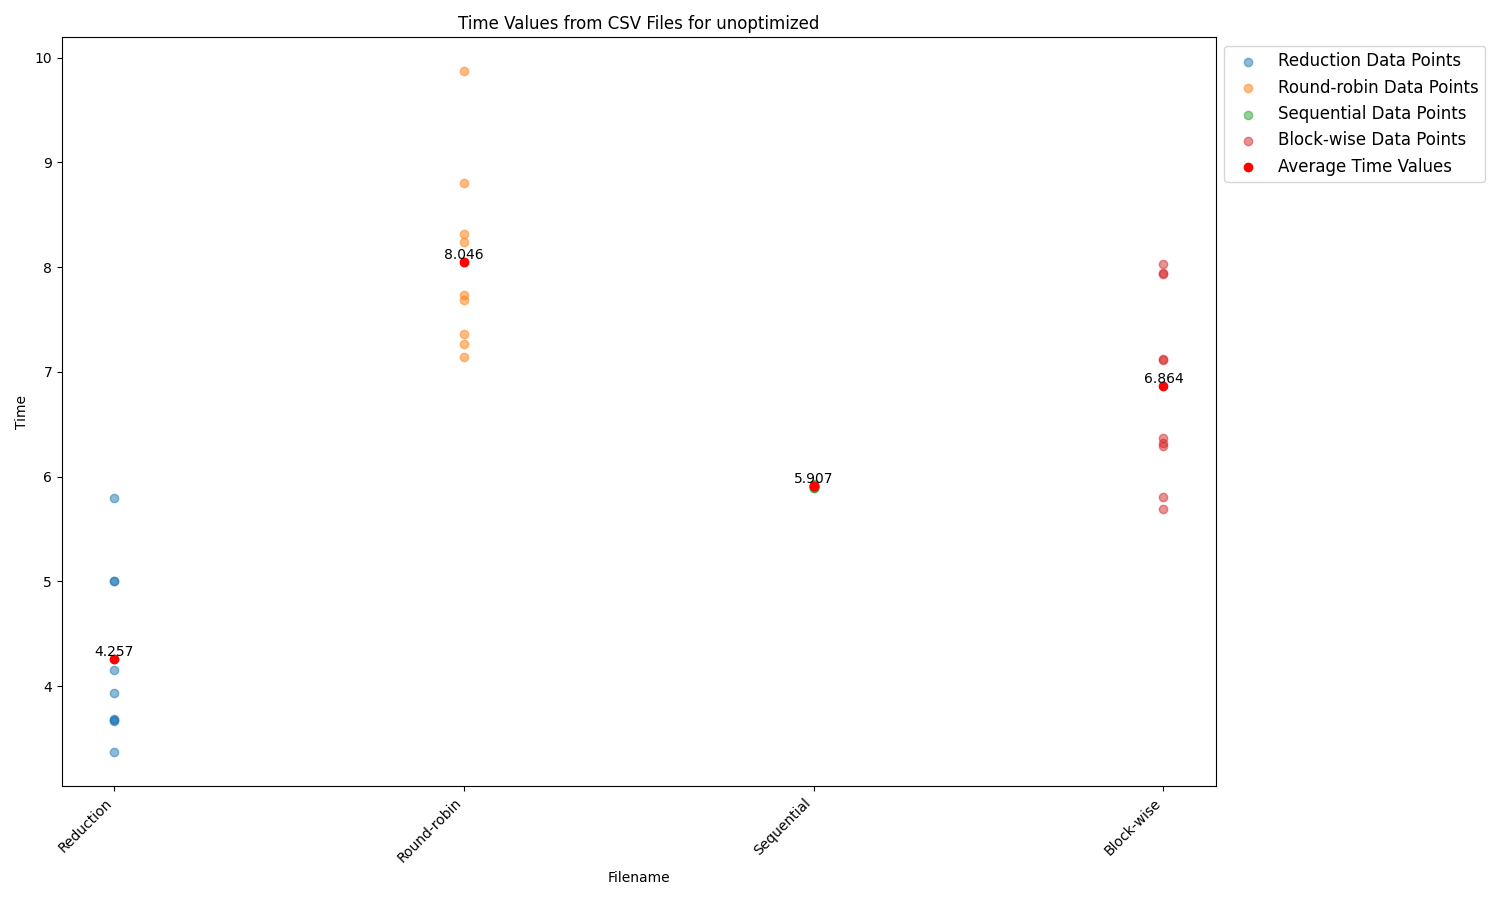 Time Values from CSV Files for unoptimized
Reduction Data Points
Round-robin Data Points
Sequential Data Points
Block-wise Data Points
Average Time Values
Time
10
9
8
7
6
5
4
4.257
8.046
5.907
6.864
Reduction
Round-robin
Sequential
Block-wise
Filename